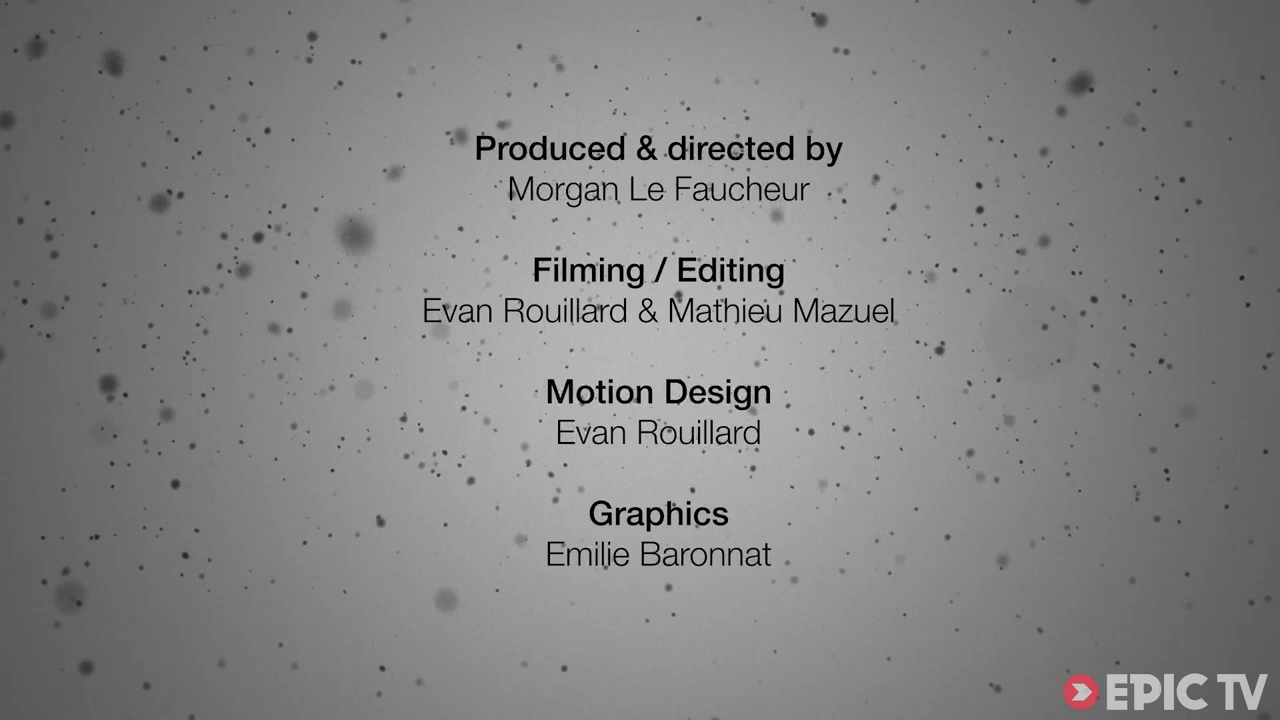 Produced & directed by
Morgan Le Faucheur
Filming / Editing
Evan Rouillard & Mathieu Mazuel
Motion Design
Evan Rouillard
Graphics
Emilie Baronnat
EPIC TV